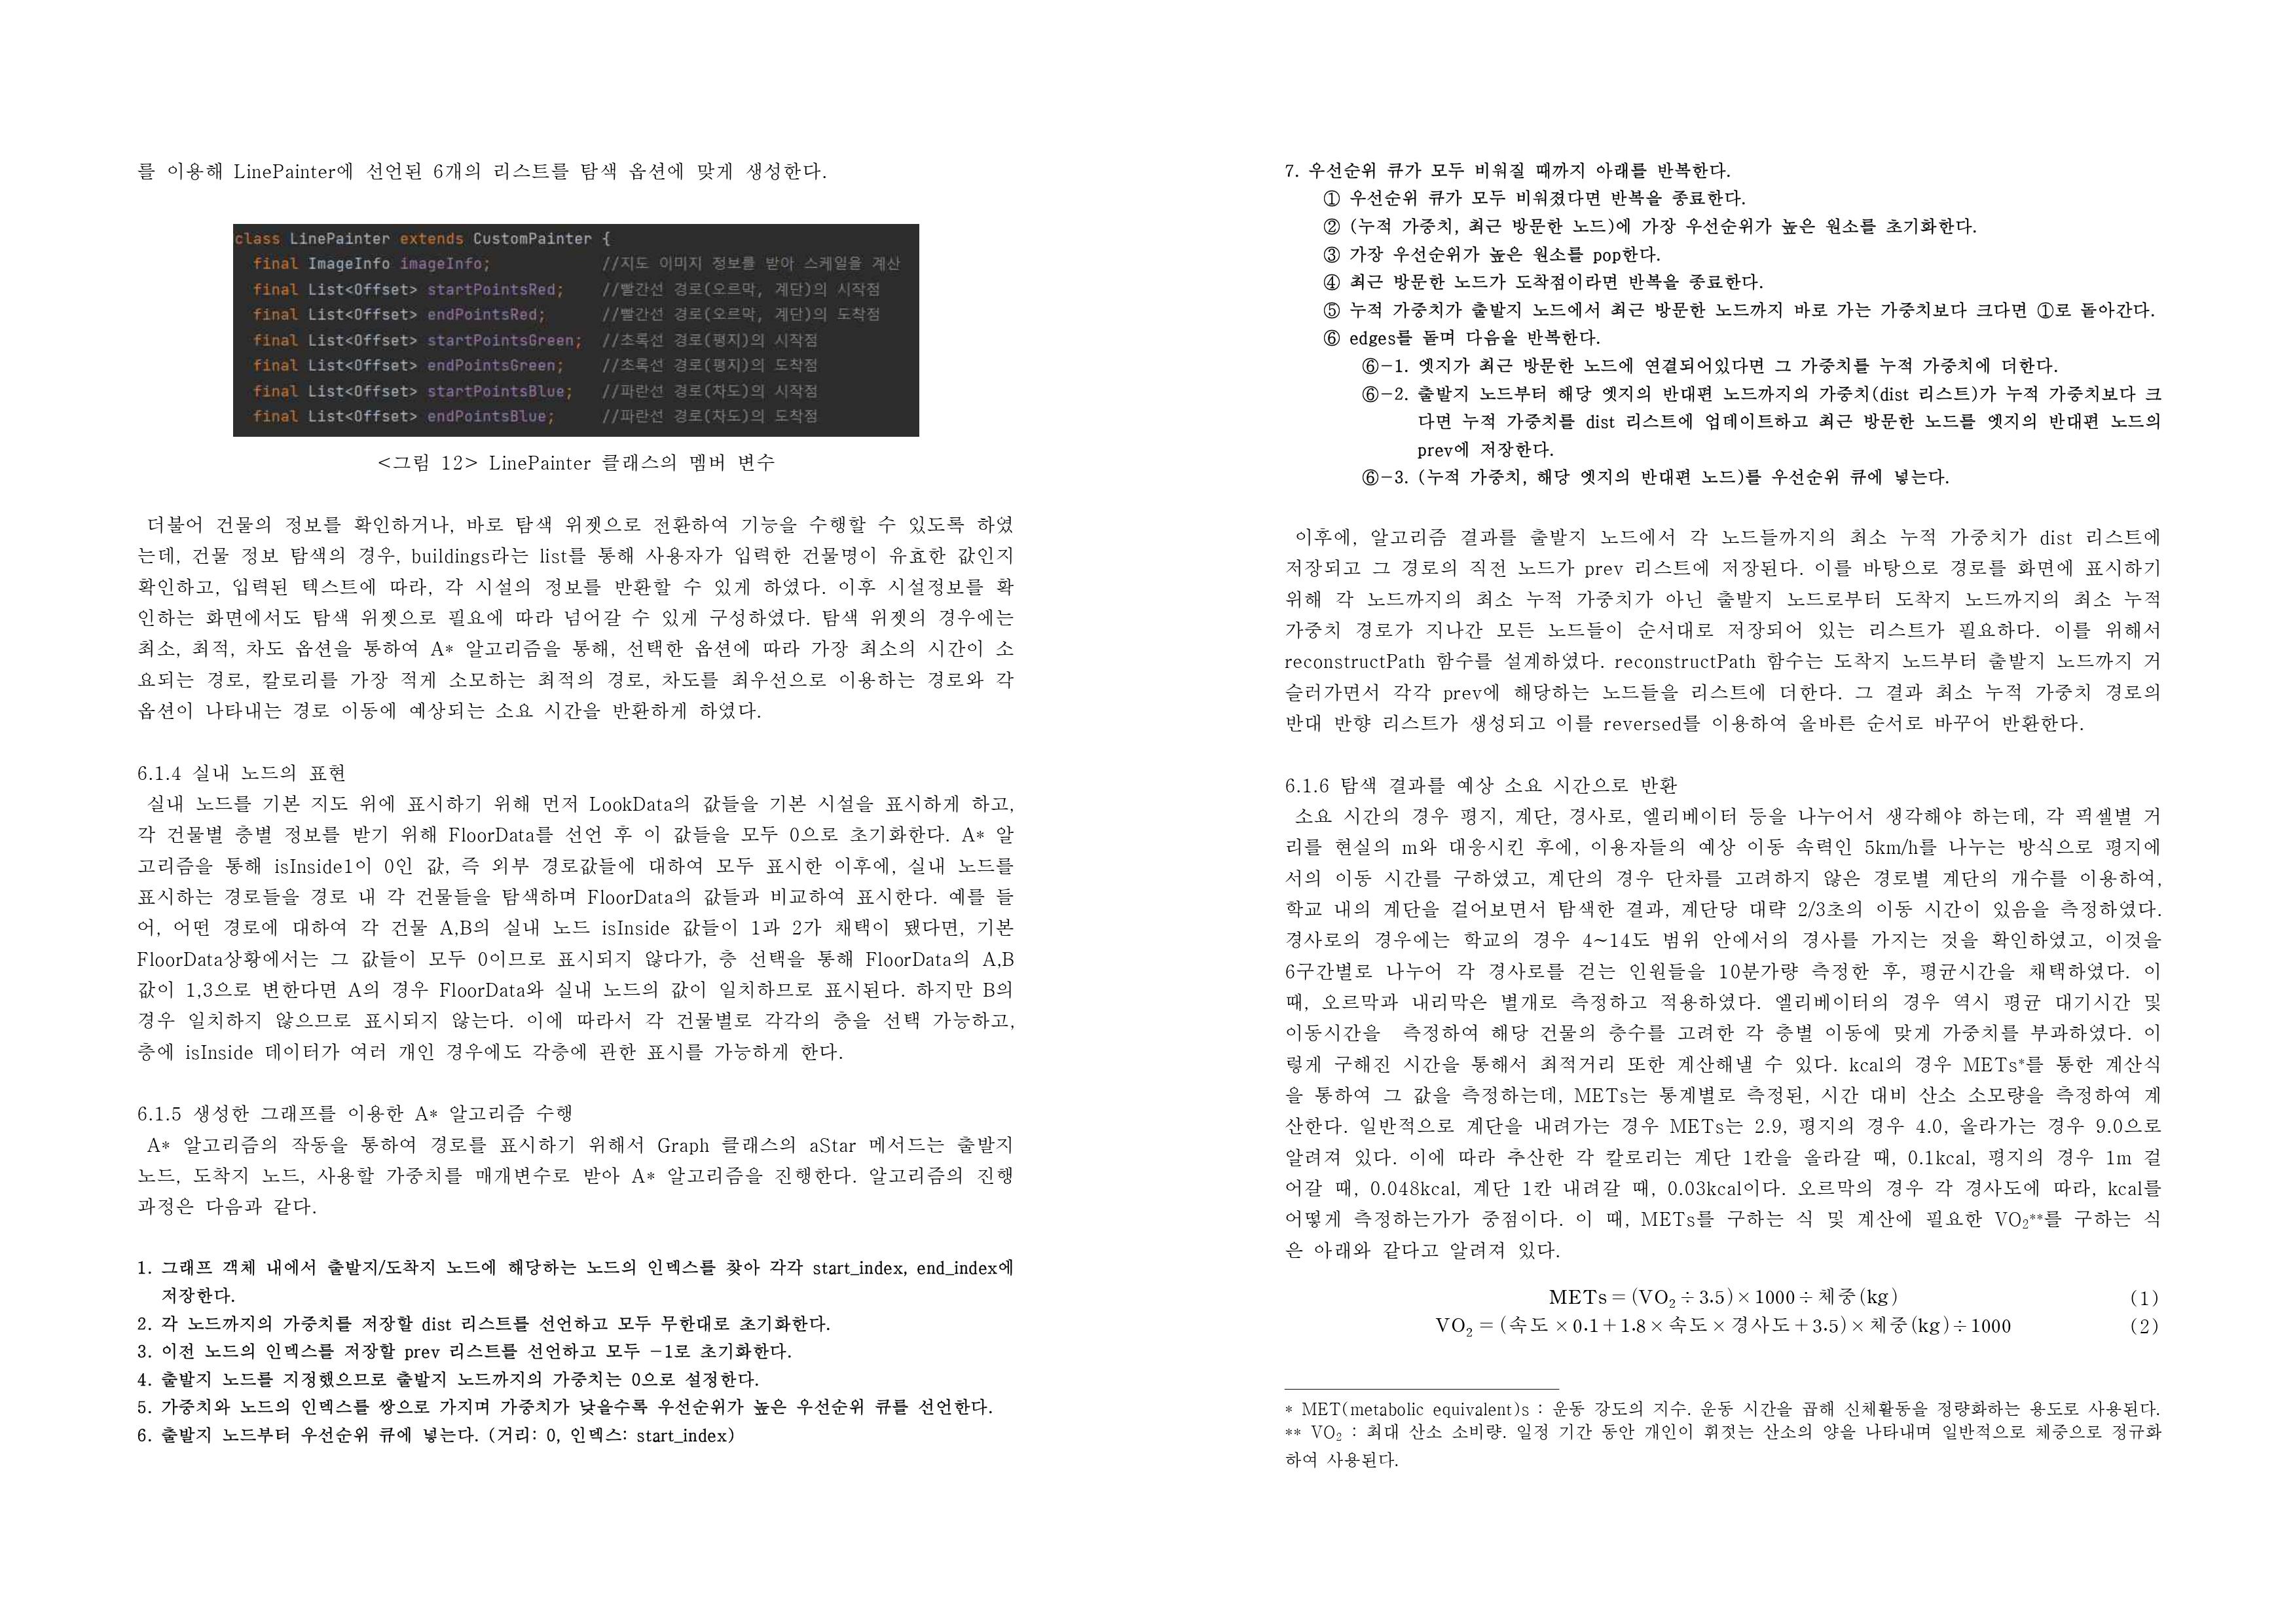 를 이용해 LinePainter에 선언된 6개의 리스트를 탐색 옵션에 맞게 생성한다.
class LinePainter extends CustomPainter {
final ImageInfo imageInfo; //지도 이미지 정보를 받아 스케일을 계산
final List<Offset> startPointsRed; //빨간선 경로(오르막, 계단)의 시작점
final List<Offset> endPointsRed; //빨간선 경로(오르막, 계단)의 도착점
final List<Offset> startPointsGreen; //초록선 경로(평지)의 시작점
final List<Offset> endPointsGreen; //초록선 경로(평지)의 도착점
final List<Offset> startPointsBlue; //파란선 경로(차도)의 시작점
final List<Offset> endPointsBlue; //파란선 경로(차도)의 도착점
<그림 12> LinePainter 클래스의 멤버 변수
더불어 건물의 정보를 확인하거나, 바로 탐색 위젯으로 전환하여 기능을 수행할 수 있도록 하였
는데, 건물 정보 탐색의 경우, buildings라는 list를 통해 사용자가 입력한 건물명이 유효한 값인지
확인하고, 입력된 텍스트에 따라, 각 시설의 정보를 반환할 수 있게 하였다. 이후 시설정보를 확
인하는 화면에서도 탐색 위젯으로 필요에 따라 넘어갈 수 있게 구성하였다. 탐색 위젯의 경우에는
최소, 최적, 차도 옵션을 통하여 A* 알고리즘을 통해, 선택한 옵션에 따라 가장 최소의 시간이 소
요되는 경로, 칼로리를 가장 적게 소모하는 최적의 경로, 차도를 최우선으로 이용하는 경로와 각
옵션이 나타내는 경로 이동에 예상되는 소요 시간을 반환하게 하였다.
6.1.4 실내 노드의 표현
실내 노드를 기본 지도 위에 표시하기 위해 먼저 LookData의 값들을 기본 시설을 표시하게 하고,
각 건물별 층별 정보를 받기 위해 FloorData를 선언 후 이 값들을 모두 0으로 초기화한다. A* 알
고리즘을 통해 isInside1이 0인 값, 즉 외부 경로값들에 대하여 모두 표시한 이후에, 실내 노드를
표시하는 경로들을 경로 내 각 건물들을 탐색하며 FloorData의 값들과 비교하여 표시한다. 예를 들
어, 어떤 경로에 대하여 각 건물 A,B의 실내 노드 isInside 값들이 1과 2가 채택이 됐다면, 기본
FloorData상황에서는 그 값들이 모두 0이므로 표시되지 않다가, 층 선택을 통해 FloorData의 A,B
값이 1,3으로 변한다면 A의 경우 FloorData와 실내 노드의 값이 일치하므로 표시된다. 하지만 B의
경우 일치하지 않으므로 표시되지 않는다. 이에 따라서 각 건물별로 각각의 층을 선택 가능하고,
층에 isInside 데이터가 여러 개인 경우에도 각층에 관한 표시를 가능하게 한다.
6.1.5 생성한 그래프를 이용한 A* 알고리즘 수행
A* 알고리즘의 작동을 통하여 경로를 표시하기 위해서 Graph 클래스의 aStar 메서드는 출발지
노드, 도착지 노드, 사용할 가중치를 매개변수로 받아 A* 알고리즘을 진행한다. 알고리즘의 진행
과정은 다음과 같다.
1. 그래프 객체 내에서 출발지/도착지 노드에 해당하는 노드의 인덱스를 찾아 각각 start_index, end_index에
저장한다.
2. 각 노드까지의 가중치를 저장할 dist 리스트를 선언하고 모두 무한대로 초기화한다.
3. 이전 노드의 인덱스를 저장할 prev 리스트를 선언하고 모두 -1로 초기화한다.
4. 출발지 노드를 지정했으므로 출발지 노드까지의 가중치는 0으로 설정한다.
5. 가중치와 노드의 인덱스를 쌍으로 가지며 가중치가 낮을수록 우선순위가 높은 우선순위 큐를 선언한다.
6. 출발지 노드부터 우선순위 큐에 넣는다. (거리: 0, 인덱스: start_index)
7. 우선순위 큐가 모두 비워질 때까지 아래를 반복한다.
① 우선순위 큐가 모두 비워졌다면 반복을 종료한다.
② (누적 가중치, 최근 방문한 노드)에 가장 우선순위가 높은 원소를 초기화한다.
③ 가장 우선순위가 높은 원소를 pop한다.
④ 최근 방문한 노드가 도착점이라면 반복을 종료한다.
⑤ 누적 가중치가 출발지 노드에서 최근 방문한 노드까지 바로 가는 가중치보다 크다면 ①로 돌아간다.
⑥ edges를 돌며 다음을 반복한다.
⑥-1. 엣지가 최근 방문한 노드에 연결되어있다면 그 가중치를 누적 가중치에 더한다.
⑥-2. 출발지 노드부터 해당 엣지의 반대편 노드까지의 가중치(dist 리스트)가 누적 가중치보다 크
다면 누적 가중치를 dist 리스트에 업데이트하고 최근 방문한 노드를 엣지의 반대편 노드의
prev에 저장한다.
⑥-3. (누적 가중치, 해당 엣지의 반대편 노드)를 우선순위 큐에 넣는다.
이후에, 알고리즘 결과를 출발지 노드에서 각 노드들까지의 최소 누적 가중치가 dist 리스트에
저장되고 그 경로의 직전 노드가 prev 리스트에 저장된다. 이를 바탕으로 경로를 화면에 표시하기
위해 각 노드까지의 최소 누적 가중치가 아닌 출발지 노드로부터 도착지 노드까지의 최소 누적
가중치 경로가 지나간 모든 노드들이 순서대로 저장되어 있는 리스트가 필요하다. 이를 위해서
reconstructPath 함수를 설계하였다. reconstructPath 함수는 도착지 노드부터 출발지 노드까지 거
슬러가면서 각각 prev에 해당하는 노드들을 리스트에 더한다. 그 결과 최소 누적 가중치 경로의
반대 반향 리스트가 생성되고 이를 reversed를 이용하여 올바른 순서로 바꾸어 반환한다.
6.1.6 탐색 결과를 예상 소요 시간으로 반환
소요 시간의 경우 평지, 계단, 경사로, 엘리베이터 등을 나누어서 생각해야 하는데, 각 픽셀별 거
리를 현실의 m와 대응시킨 후에, 이용자들의 예상 이동 속력인 5km/h를 나누는 방식으로 평지에
서의 이동 시간를 구하였고, 계단의 경우 단차를 고려하지 않은 경로별 계단의 개수를 이용하여,
학교 내의 계단을 걸어보면서 탐색한 결과, 계단당 대략 2/3초의 이동 시간이 있음을 측정하였다.
경사로의 경우에는 학교의 경우 4~14도 범위 안에서의 경사를 가지는 것을 확인하였고, 이것을
6구간별로 나누어 각 경사로를 걷는 인원들을 10분가량 측정한 후, 평균시간을 채택하였다. 이
때, 오르막과 내리막은 별개로 측정하고 적용하였다. 엘리베이터의 경우 역시 평균 대기시간 및
이동시간을 측정하여 해당 건물의 층수를 고려한 각 층별 이동에 맞게 가중치를 부과하였다. 이
렇게 구해진 시간을 통해서 최적거리 또한 계산해낼 수 있다. kcal의 경우 METs*를 통한 계산식
을 통하여 그 값을 측정하는데, METs는 통계별로 측정된, 시간 대비 산소 소모량을 측정하여 계
산한다. 일반적으로 계단을 내려가는 경우 METs는 2.9, 평지의 경우 4.0, 올라가는 경우 9.0으로
알려져 있다. 이에 따라 추산한 각 칼로리는 계단 1칸을 올라갈 때, 0.1kcal, 평지의 경우 1m 걸
어갈 때, 0.048kcal, 계단 1칸 내려갈 때, 0.03kcal이다. 오르막의 경우 각 경사도에 따라, kcal를
어떻게 측정하는가가 중점이다. 이 때, METs를 구하는 식 및 계산에 필요한 VO₂**를 구하는 식
은 아래와 같다고 알려져 있다.
METs = (VO₂ ÷ 3.5) × 1000 ÷ 체중(kg) (1)
VO₂ = (속도 × 0.1 + 1.8 × 속도 × 경사도 + 3.5) × 체중(kg) ÷ 1000 (2)
* MET(metabolic equivalent)s : 운동 강도의 지수. 운동 시간을 곱해 신체활동을 정량화하는 용도로 사용된다.
** VO₂ : 최대 산소 소비량. 일정 기간 동안 개인이 휘젓는 산소의 양을 나타내며 일반적으로 체중으로 정규화
하여 사용된다.